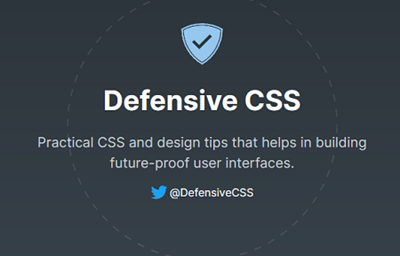 Defensive CSS
Practical CSS and design tips that helps in building
future-proof user interfaces.
@DefensiveCSS